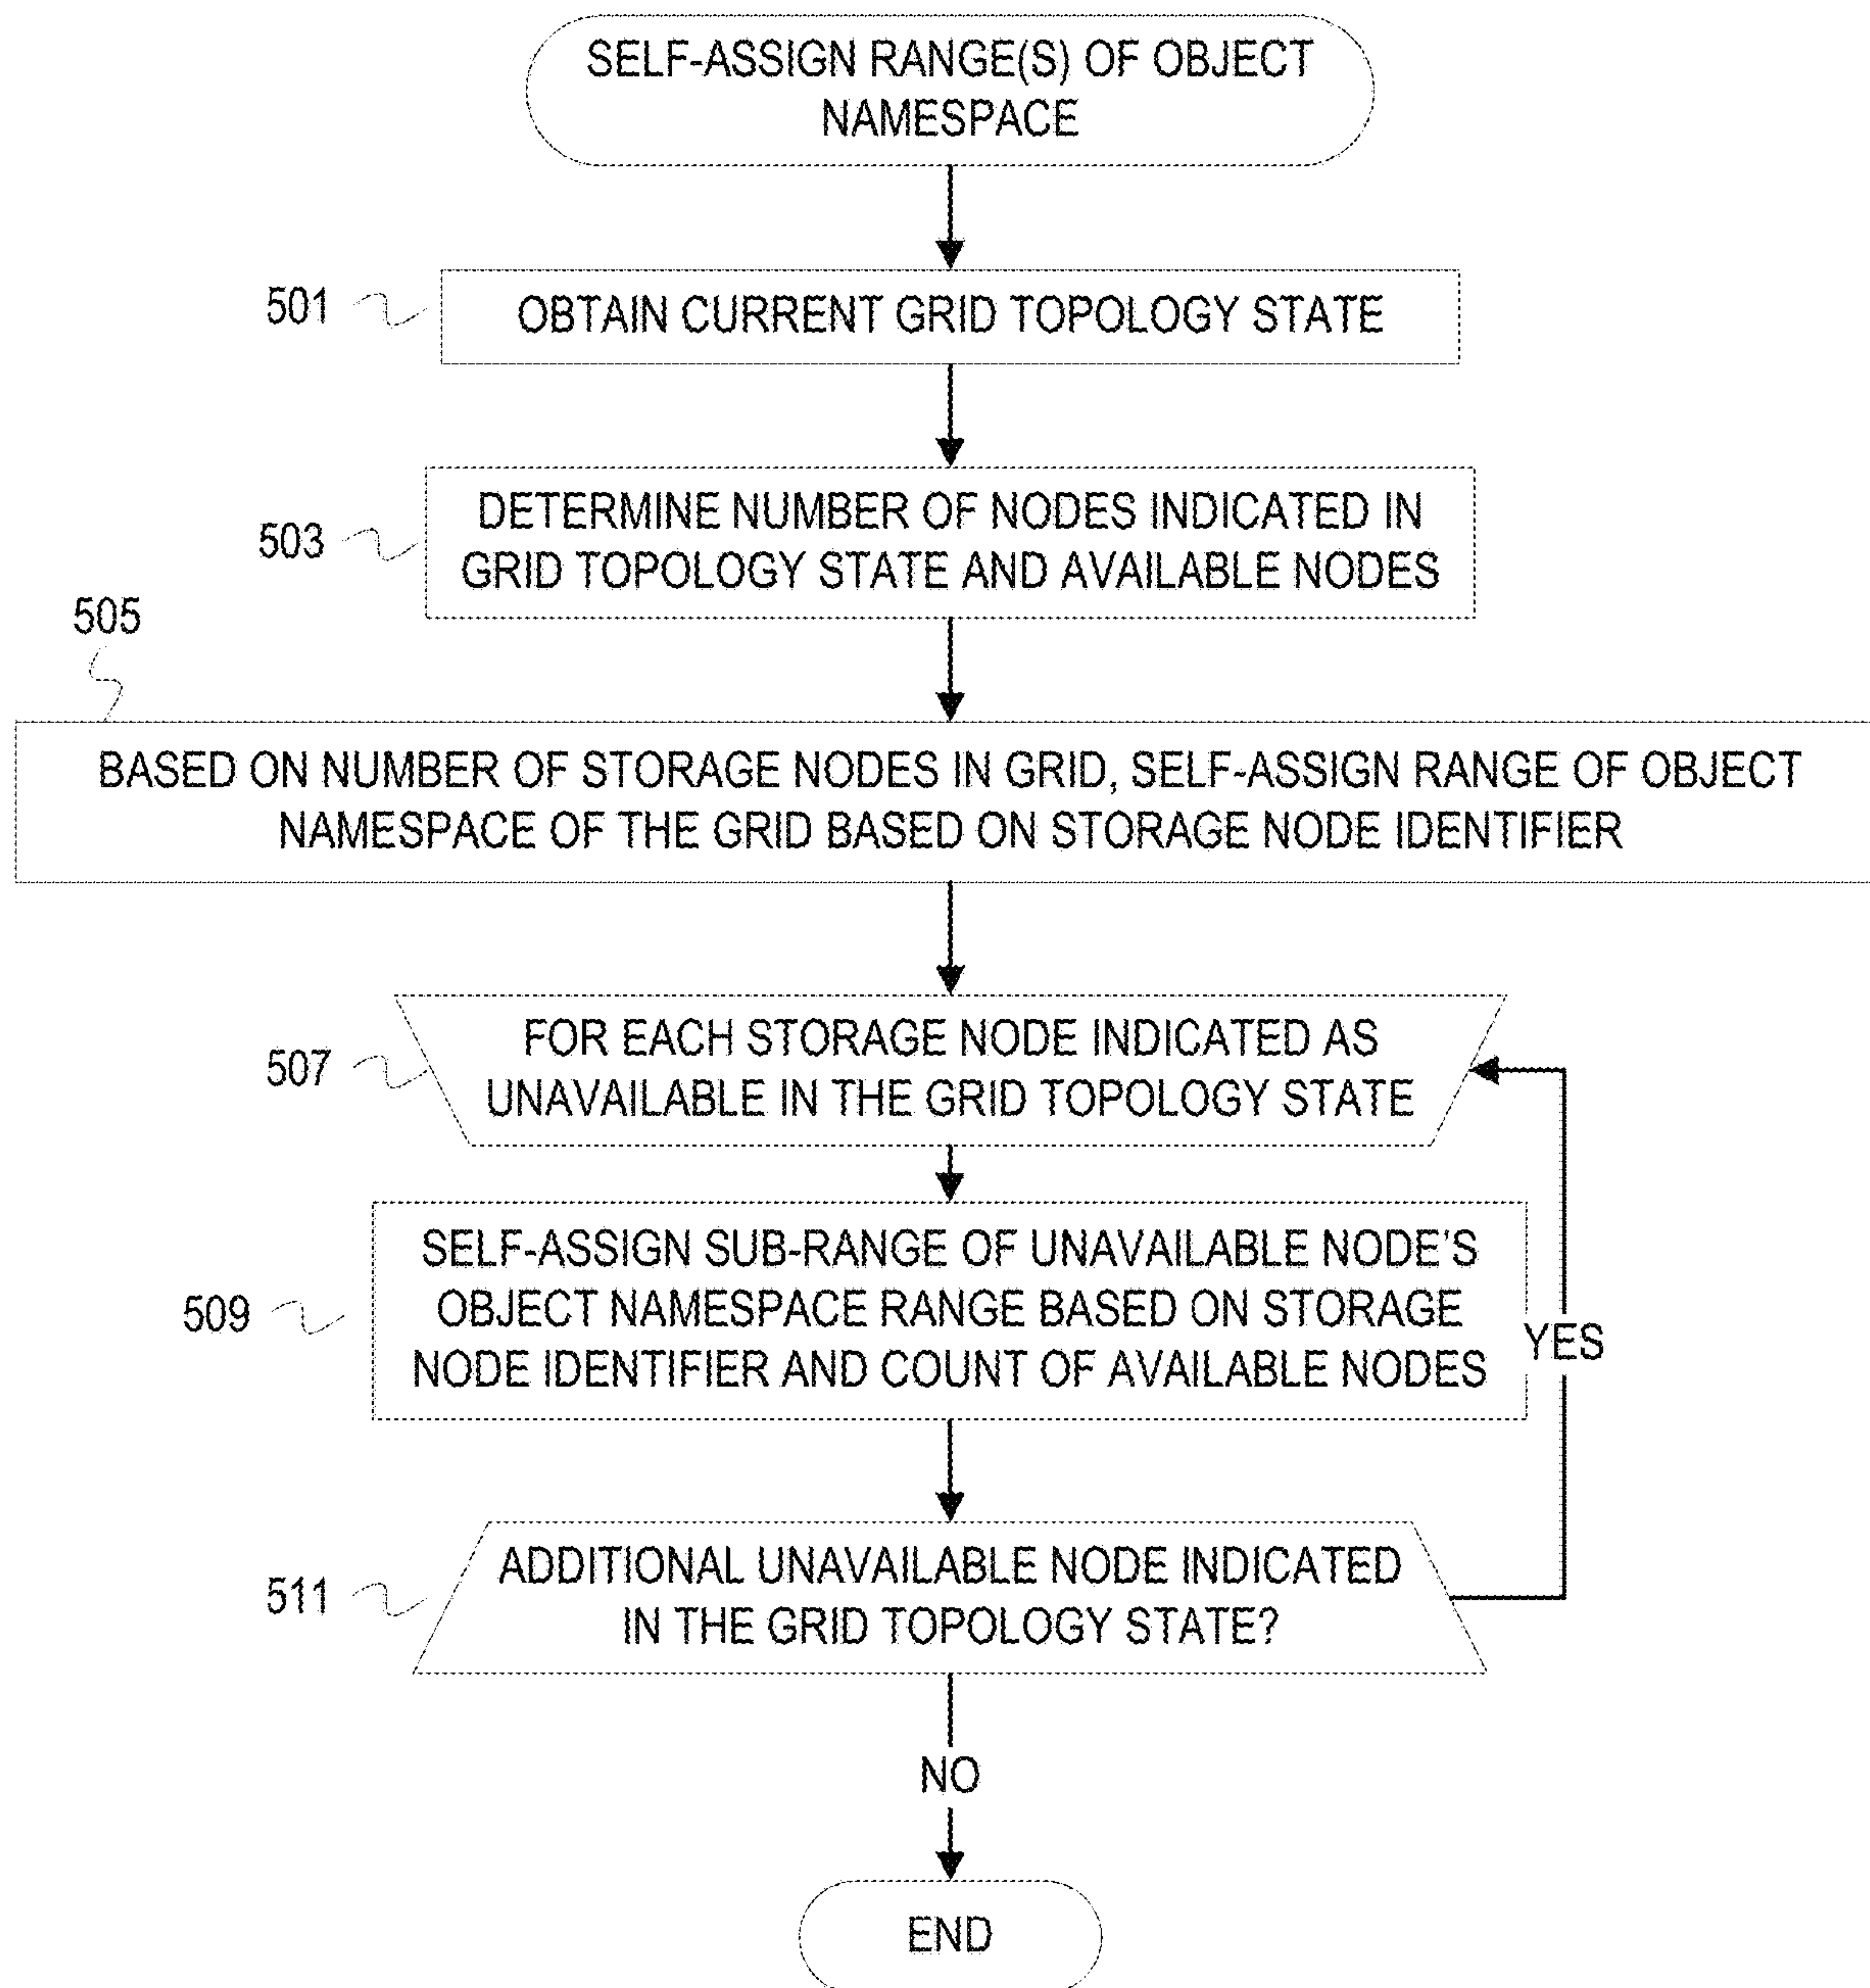 SELF-ASSIGN RANGE(S) OF OBJECT
NAMESPACE
501
OBTAIN CURRENT GRID TOPOLOGY STATE
503
DETERMINE NUMBER OF NODES INDICATED IN
GRID TOPOLOGY STATE AND AVAILABLE NODES
505
BASED ON NUMBER OF STORAGE NODES IN GRID, SELF-ASSIGN RANGE OF OBJECT
NAMESPACE OF THE GRID BASED ON STORAGE NODE IDENTIFIER
507
FOR EACH STORAGE NODE INDICATED AS
UNAVAILABLE IN THE GRID TOPOLOGY STATE
509
SELF-ASSIGN SUB-RANGE OF UNAVAILABLE NODE'S
OBJECT NAMESPACE RANGE BASED ON STORAGE
NODE IDENTIFIER AND COUNT OF AVAILABLE NODES
YES
511
ADDITIONAL UNAVAILABLE NODE INDICATED
IN THE GRID TOPOLOGY STATE?
NO
END